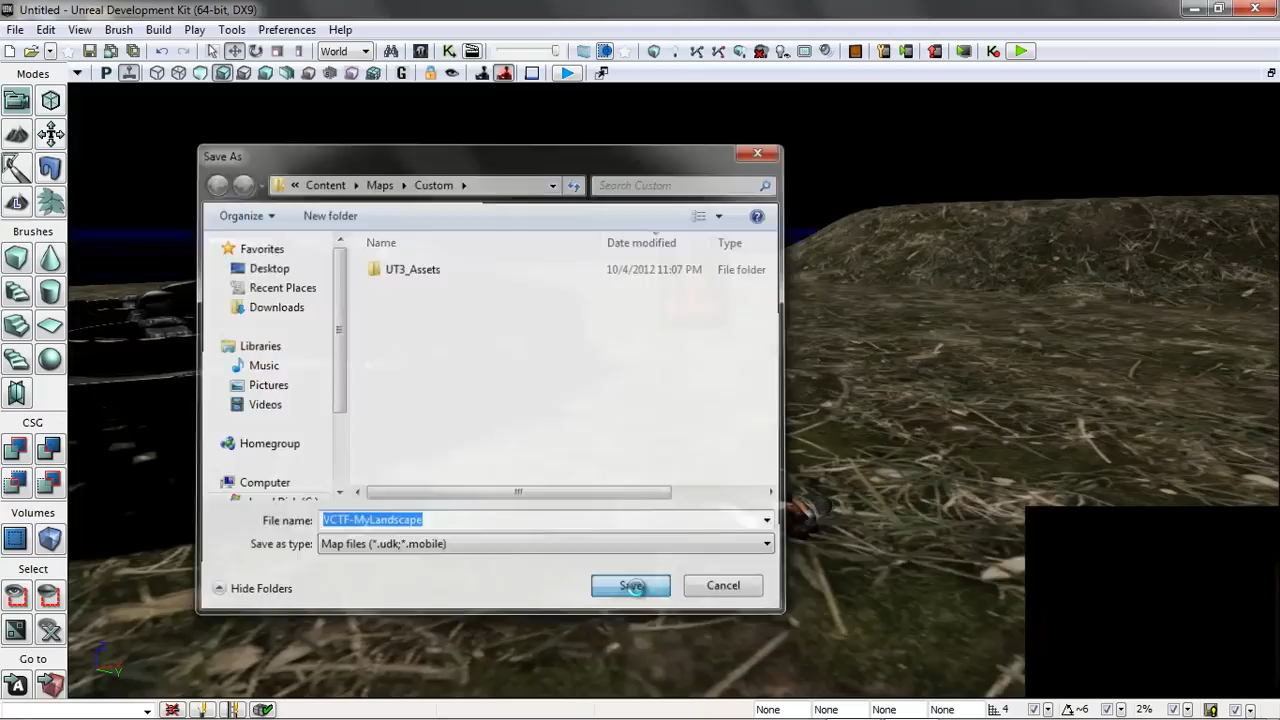 Untitled - Unreal Development Kit (64-bit, DX9)
File Edit View Brush Build Play Tools Preferences Help
World
Modes
P
G
Save As
« Content Maps Custom
Search Custom
Organize New folder
Favorites
Desktop
Recent Places
Downloads
Libraries
Music
Pictures
Videos
Homegroup
Computer
Name Date modified Type
UT3_Assets 10/4/2012 11:07 PM File folder
File name: VCTF-MyLandscape
Save as type: Map files (*.udk;*.mobile)
Hide Folders
Save Cancel
Brushes
CSG
Volumes
Select
Go to
None None None None 4 ~6 2%